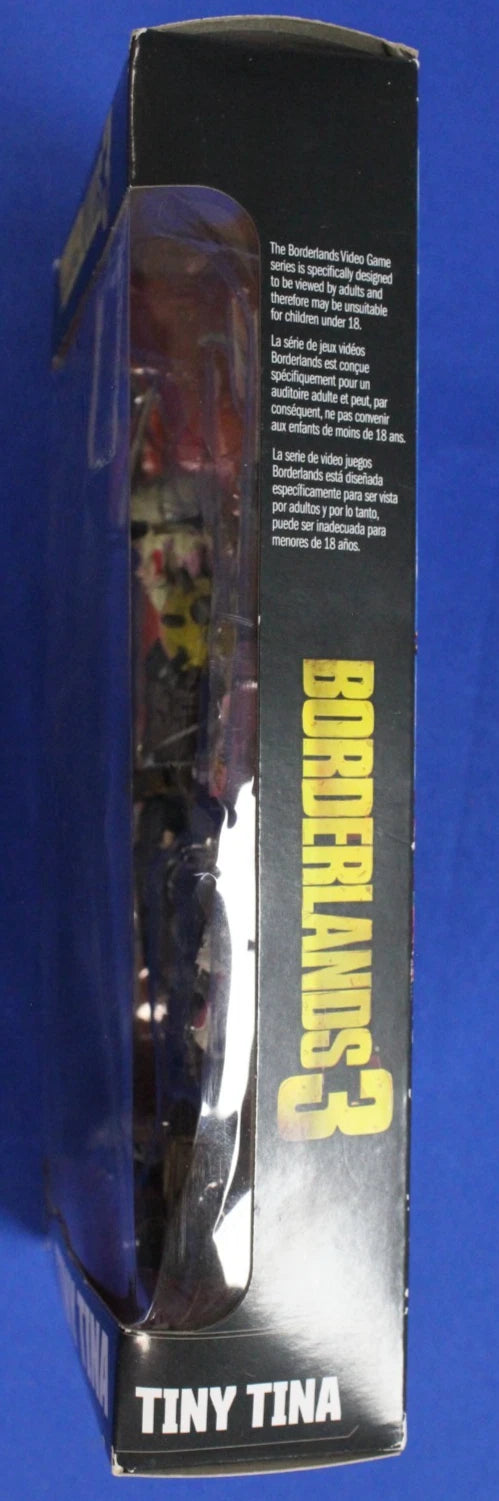 The Borderlands Video Game
series is specifically designed
to be viewed by adults and
therefore may be unsuitable
for children under 18.
La série de jeux vidéos
Borderlands est conçue
spécifiquement pour un
auditoire adulte et peut, par
conséquent, ne pas convenir
aux enfants de moins de 18 ans.
La serie de video juegos
Borderlands está diseñada
específicamente para ser vista
por adultos y por lo tanto,
puede ser inadecuada para
menores de 18 años.
BORDERLANDS 3
TINY TINA
TINY TINA